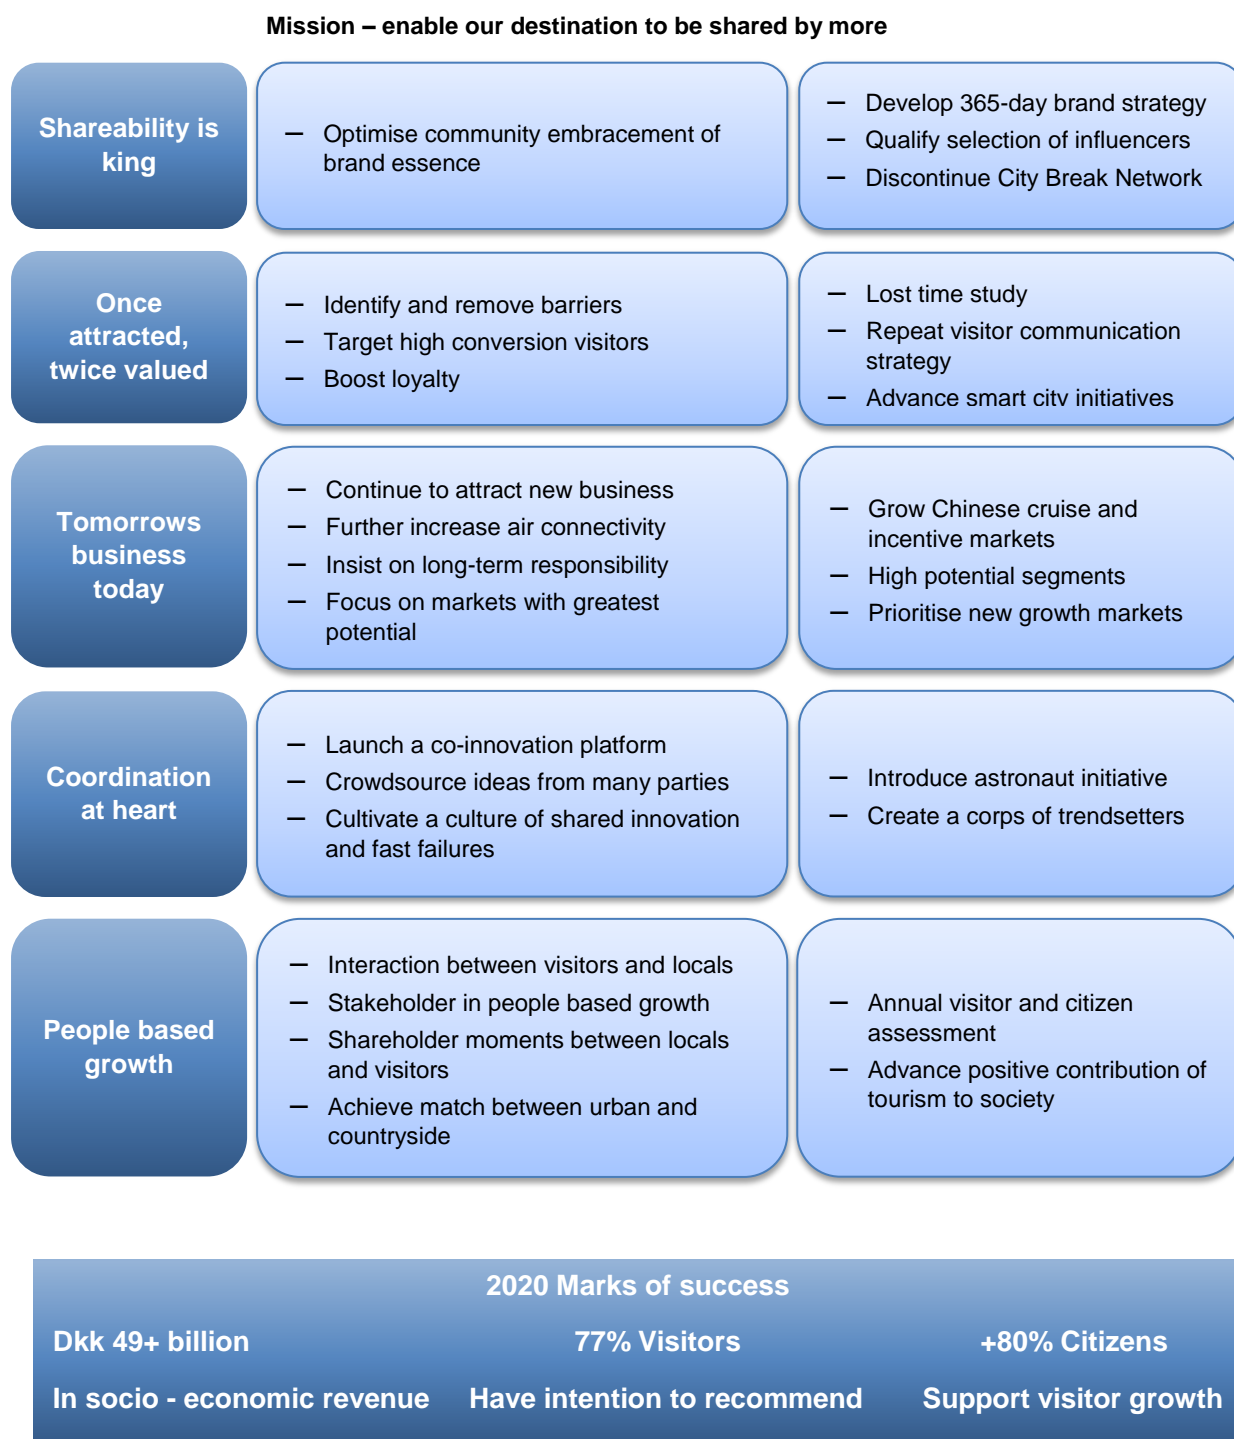 Mission – enable our destination to be shared by more
Shareability is
king
— Optimise community embracement of
brand essence
— Develop 365-day brand strategy
— Qualify selection of influencers
— Discontinue City Break Network
Once
attracted,
twice valued
— Identify and remove barriers
— Target high conversion visitors
— Boost loyalty
— Lost time study
— Repeat visitor communication
strategy
— Advance smart city initiatives
Tomorrows
business
today
— Continue to attract new business
— Further increase air connectivity
— Insist on long-term responsibility
— Focus on markets with greatest
potential
— Grow Chinese cruise and
incentive markets
— High potential segments
— Prioritise new growth markets
Coordination
at heart
— Launch a co-innovation platform
— Crowdsource ideas from many parties
— Cultivate a culture of shared innovation
and fast failures
— Introduce astronaut initiative
— Create a corps of trendsetters
People based
growth
— Interaction between visitors and locals
— Stakeholder in people based growth
— Shareholder moments between locals
and visitors
— Achieve match between urban and
countryside
— Annual visitor and citizen
assessment
— Advance positive contribution of
tourism to society
2020 Marks of success
Dkk 49+ billion
77% Visitors
+80% Citizens
In socio - economic revenue
Have intention to recommend
Support visitor growth